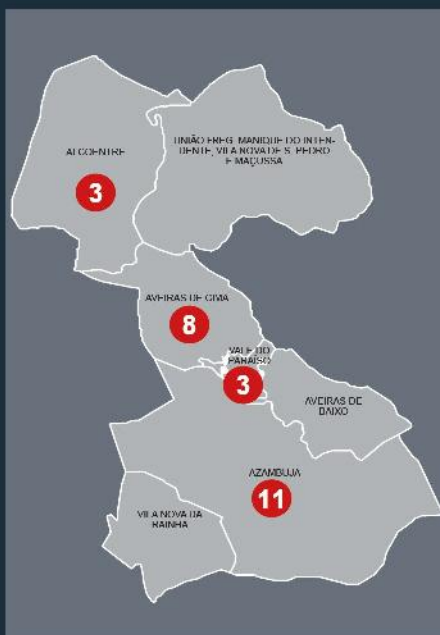 UNIÃO FREG. MANIQUE DO INTEN-
DENTE, VILA NOVA DE S. PEDRO
E MAÇUSSA
ALCOENTRE
3
AVEIRAS DE CIMA
8
VALE DO
PARAÍSO
3
AVEIRAS DE
BAIXO
AZAMBUJA
11
VILA NOVA DA
RAINHA